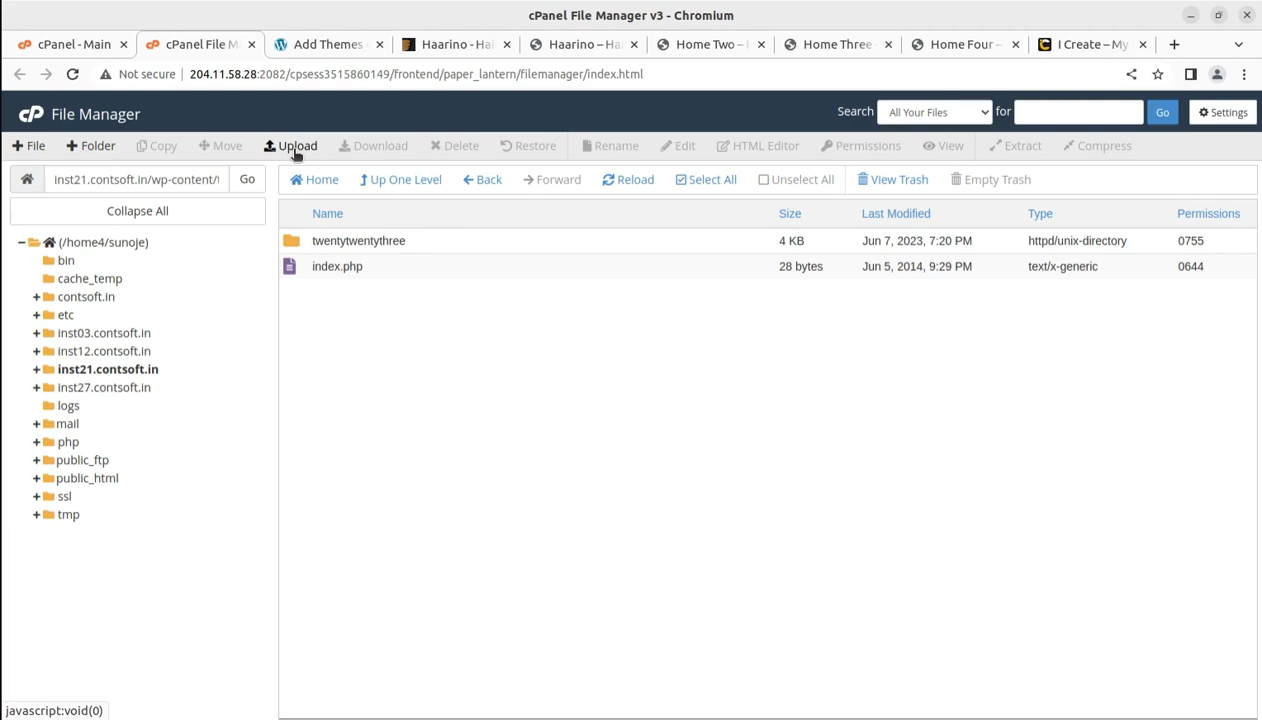 cPanel File Manager v3 - Chromium
cPanel - Main
cPanel File M
Add Themes
Haarino - Hai
Haarino – Ha
Home Two –
Home Three
Home Four –
I Create – My
Not secure
204.11.58.28:2082/cpsess3515860149/frontend/paper_lantern/filemanager/index.html
cP File Manager
Search All Your Files for Go Settings
File Folder Copy Move Upload Download Delete Restore Rename Edit HTML Editor Permissions View Extract Compress
inst21.contsoft.in/wp-content/t Go
Home Up One Level Back Forward Reload Select All Unselect All View Trash Empty Trash
Collapse All
(/home4/sunoje)
bin
cache_temp
contsoft.in
etc
inst03.contsoft.in
inst12.contsoft.in
inst21.contsoft.in
inst27.contsoft.in
logs
mail
php
public_ftp
public_html
ssl
tmp
Name Size Last Modified Type Permissions
twentytwentythree 4 KB Jun 7, 2023, 7:20 PM httpd/unix-directory 0755
index.php 28 bytes Jun 5, 2014, 9:29 PM text/x-generic 0644
javascript:void(0)